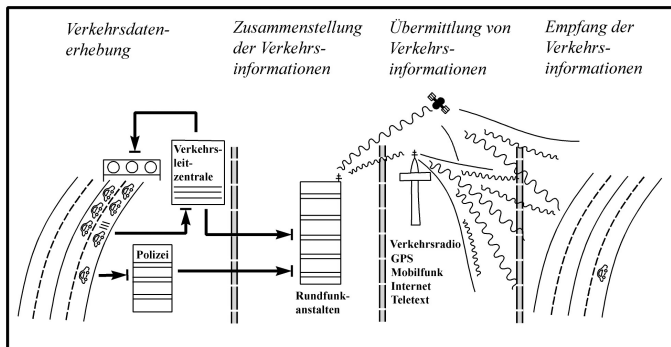 Verkehrsdaten-
erhebung
Zusammenstellung
der Verkehrs-
informationen
Übermittlung von
Verkehrs-
informationen
Empfang der
Verkehrs-
informationen
Verkehrs-
leit-
zentrale
Polizei
Rundfunk-
anstalten
Verkehrsradio
GPS
Mobilfunk
Internet
Teletext